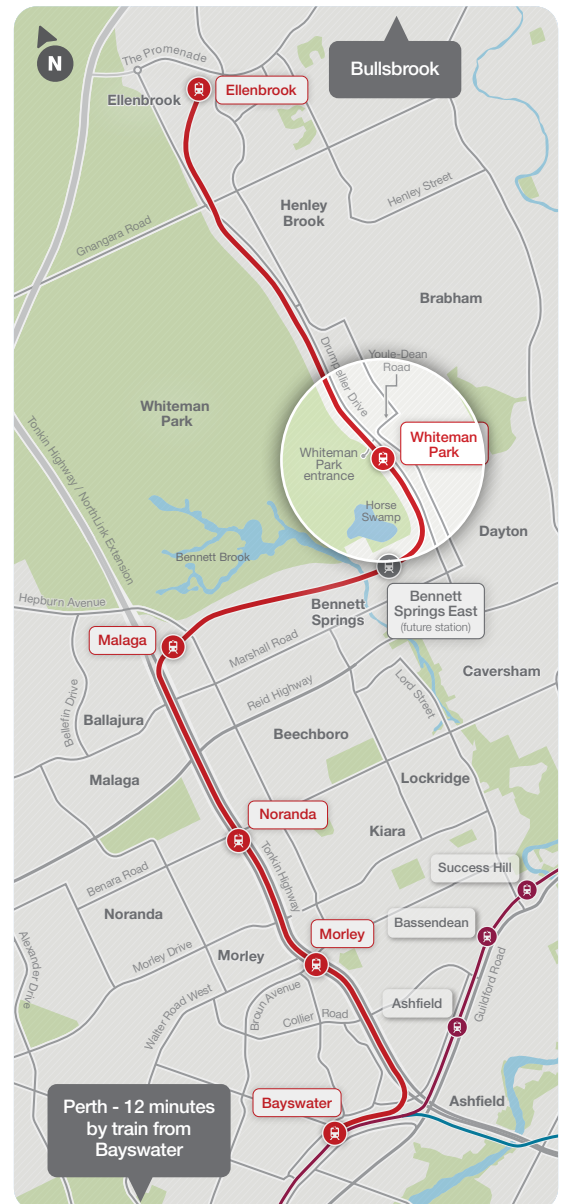 N
The Promenade
Ellenbrook
Ellenbrook
Bullsbrook
Henley
Brook
Henley Street
Gnangara Road
Brabham
Drumpellier Drive
Youle-Dean
Road
Whiteman
Park
Whiteman
Park
Whiteman
Park
entrance
Tonkin Highway / NorthLink Extension
Horse
Swamp
Dayton
Bennett Brook
Hepburn Avenue
Bennett
Springs
Bennett
Springs East
(future station)
Malaga
Marshall Road
Caversham
Bellefin Drive
Reid Highway
Lord Street
Ballajura
Beechboro
Malaga
Lockridge
Noranda
Kiara
Tonkin Highway
Benara Road
Success Hill
Noranda
Bassendean
Morley
Alexander Drive
Morley Drive
Morley
Guildford Road
Walter Road West
Broun Avenue
Collier Road
Ashfield
Bayswater
Ashfield
Perth - 12 minutes
by train from
Bayswater